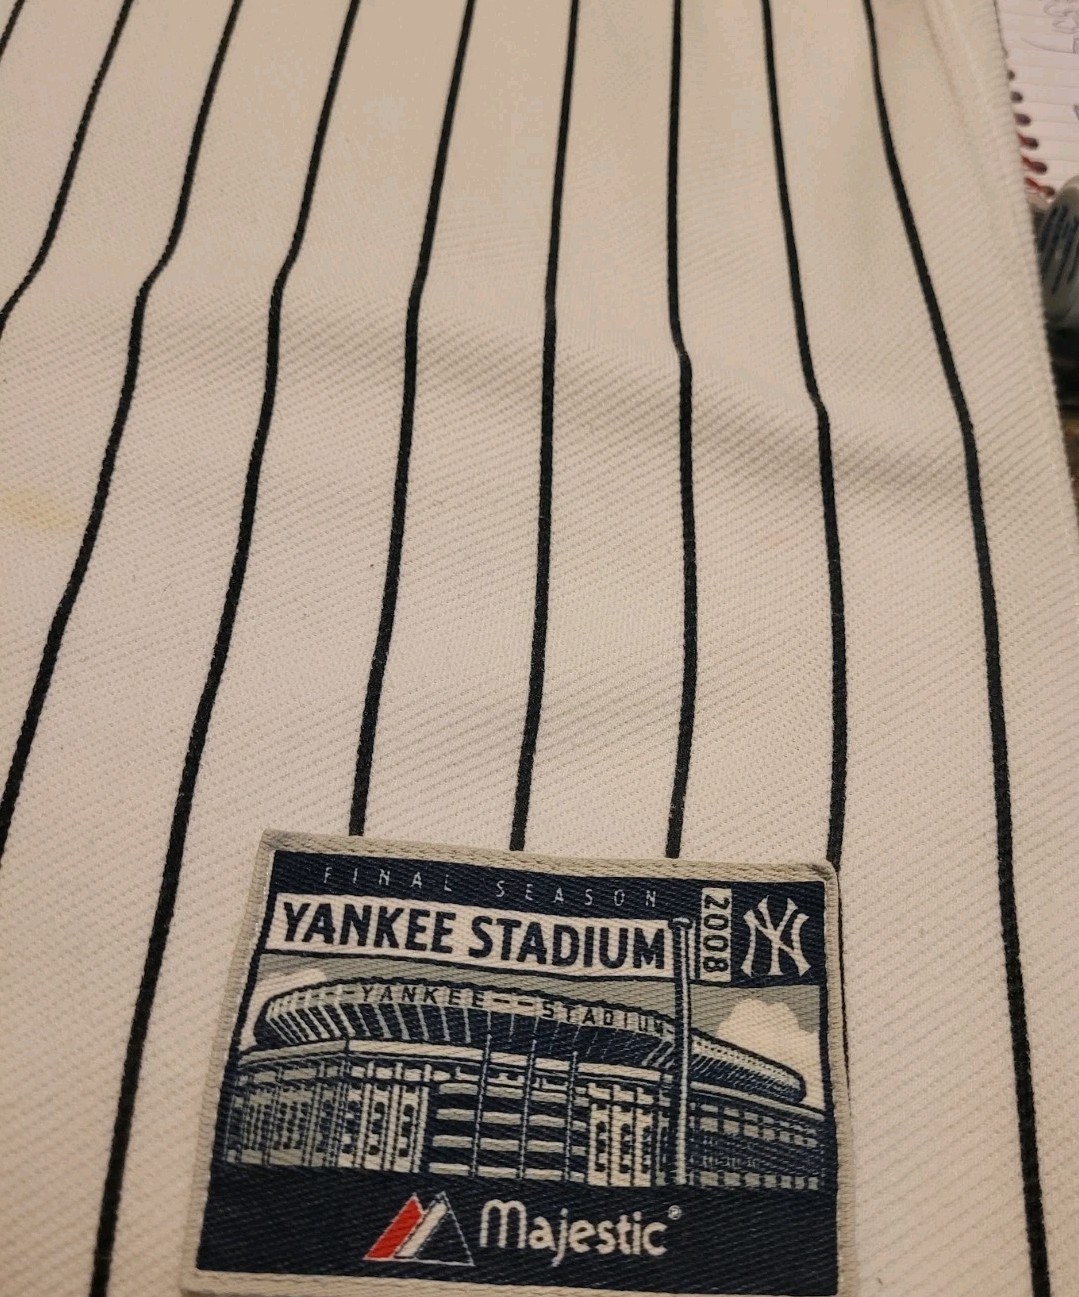 FINAL SEASON
YANKEE STADIUM
2008
NY
YANKEE STADIUM
Majestic®